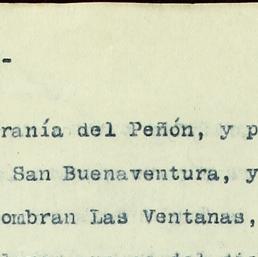 -
ranía del Peñón, y p
San Buenaventura, y
ombran Las Ventanas,